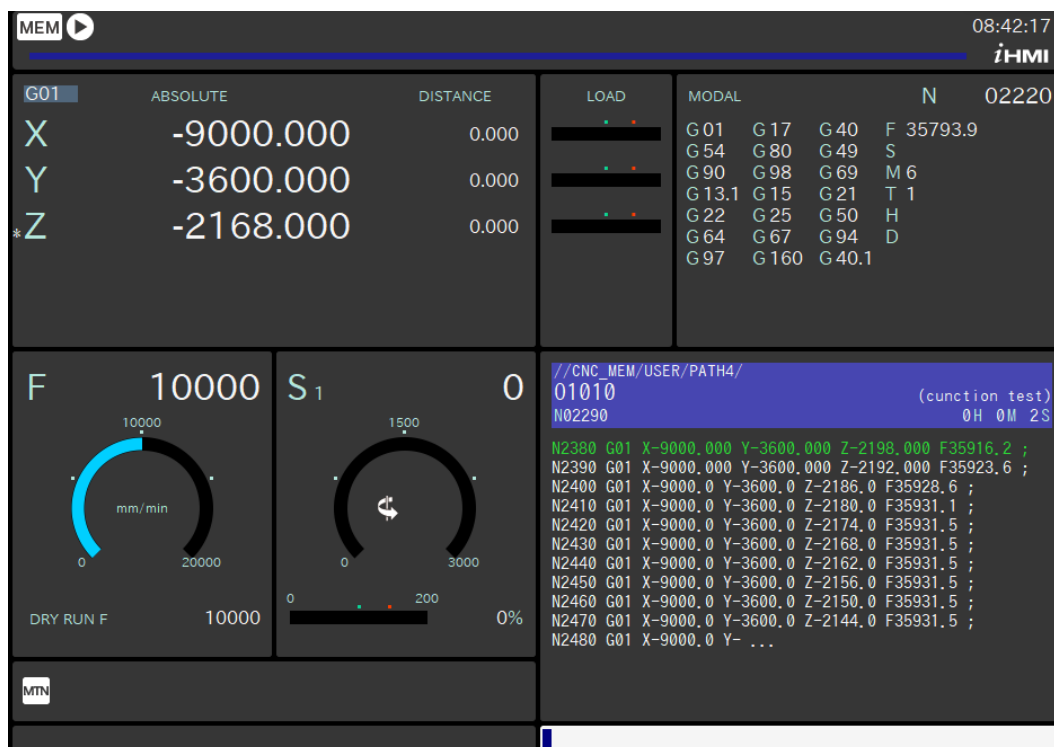 MEM 08:42:17
iHMI
G01 ABSOLUTE DISTANCE
X -9000.000 0.000
Y -3600.000 0.000
*Z -2168.000 0.000
LOAD
MODAL N 02220
G01 G17 G40 F 35793.9
G54 G80 G49 S
G90 G98 G69 M6
G13.1 G15 G21 T 1
G22 G25 G50 H
G64 G67 G94 D
G97 G160 G40.1
F 10000
10000
mm/min
0 20000
DRY RUN F 10000
S1 0
1500
0 3000
0 200
0%
//CNC_MEM/USER/PATH4/
O1010 (cunction test)
N02290 0H 0M 2S
N2380 G01 X-9000.000 Y-3600.000 Z-2198.000 F35916.2 ;
N2390 G01 X-9000.000 Y-3600.000 Z-2192.000 F35923.6 ;
N2400 G01 X-9000.0 Y-3600.0 Z-2186.0 F35928.6 ;
N2410 G01 X-9000.0 Y-3600.0 Z-2180.0 F35931.1 ;
N2420 G01 X-9000.0 Y-3600.0 Z-2174.0 F35931.5 ;
N2430 G01 X-9000.0 Y-3600.0 Z-2168.0 F35931.5 ;
N2440 G01 X-9000.0 Y-3600.0 Z-2162.0 F35931.5 ;
N2450 G01 X-9000.0 Y-3600.0 Z-2156.0 F35931.5 ;
N2460 G01 X-9000.0 Y-3600.0 Z-2150.0 F35931.5 ;
N2470 G01 X-9000.0 Y-3600.0 Z-2144.0 F35931.5 ;
N2480 G01 X-9000.0 Y- ...
MTN